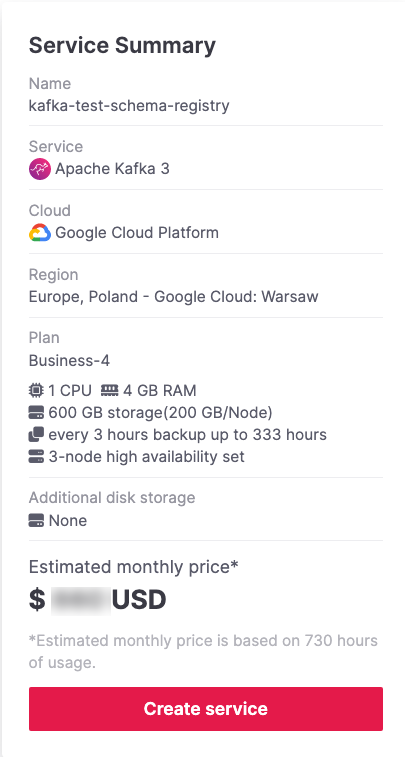 Service Summary
Name
kafka-test-schema-registry
Service
Apache Kafka 3
Cloud
Google Cloud Platform
Region
Europe, Poland - Google Cloud: Warsaw
Plan
Business-4
1 CPU 4 GB RAM
600 GB storage(200 GB/Node)
every 3 hours backup up to 333 hours
3-node high availability set
Additional disk storage
None
Estimated monthly price*
$ USD
*Estimated monthly price is based on 730 hours
of usage.
Create service